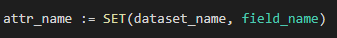 attr_name := SET(dataset_name, field_name)